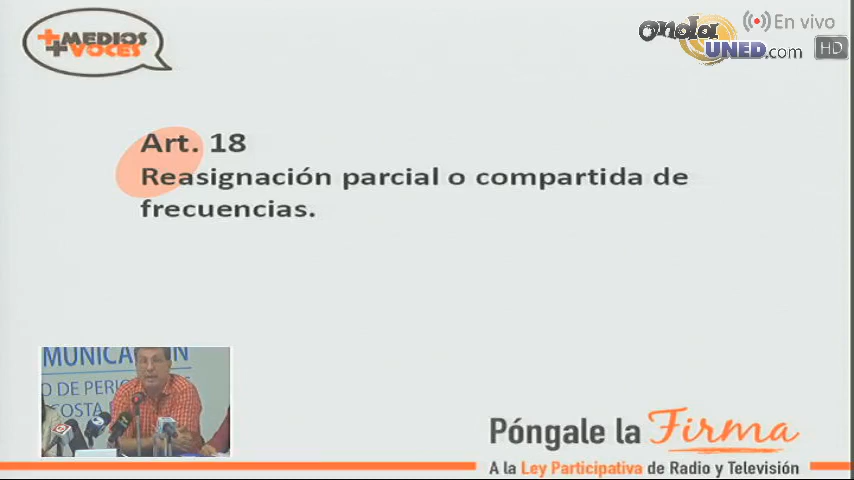 +MEDIOS
+VOCES
onda
UNED.com
En vivo
HD
Art. 18
Reasignación parcial o compartida de
frecuencias.
MUNICACIÓN
O DE PERIO
COSTA
Póngale la Firma
A la Ley Participativa de Radio y Televisión